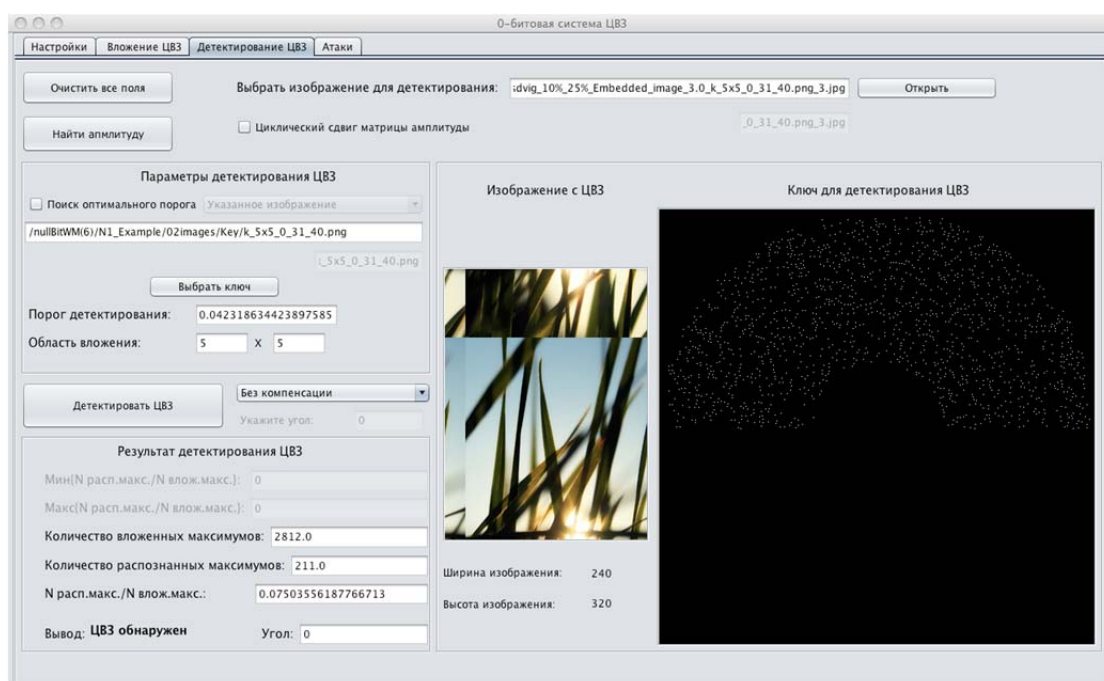 0-битовая система ЦВЗ
Настройки Вложение ЦВЗ Детектирование ЦВЗ Атаки
Очистить все поля
Выбрать изображение для детектирования: sdvig_10%_25%_Embedded_image_3.0_k_5x5_0_31_40.png_3.jpg Открыть
Найти апмлитуду
Циклический сдвиг матрицы амплитуды
_0_31_40.png_3.jpg
Параметры детектирования ЦВЗ
Поиск оптимального порога Указанное изображение
/nullBitWM(6)/N1_Example/02images/Key/k_5x5_0_31_40.png
:_5x5_0_31_40.png
Выбрать ключ
Порог детектирования: 0.042318634423897585
Область вложения: 5 X 5
Детектировать ЦВЗ
Без компенсации
Укажите угол: 0
Результат детектирования ЦВЗ
Мин{N расп.макс./N влож.макс.}: 0
Макс{N расп.макс./N влож.макс.}: 0
Количество вложенных максимумов: 2812.0
Количество распознанных максимумов: 211.0
N расп.макс./N влож.макс.: 0.07503556187766713
Вывод: ЦВЗ обнаружен Угол: 0
Изображение с ЦВЗ
Ширина изображения: 240
Высота изображения: 320
Ключ для детектирования ЦВЗ